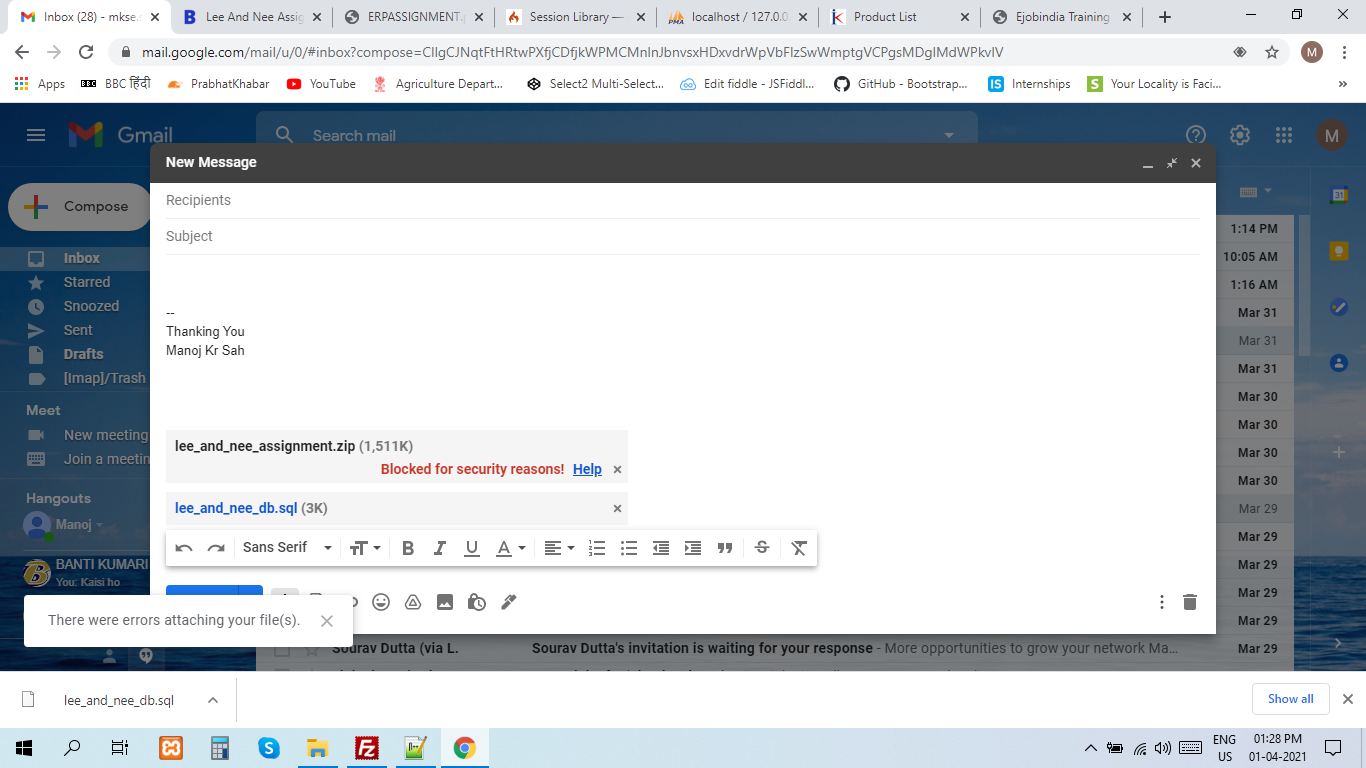 Inbox (28) - mkse.s
Lee And Nee Assig
ERPASSIGNMENT.p
Session Library —
localhost / 127.0.0
Product List
Ejobindia Training
mail.google.com/mail/u/0/#inbox?compose=CllgCJNqtFtHRtwPXfjCDfjkWPMCMnlnJbnvsxHDxvdrWpVbFlzSwWmptgVCPgsMDglMdWPkvlV
M
Apps
BBC हिंदी
PrabhatKhabar
YouTube
Agriculture Depart...
Select2 Multi-Select...
Edit fiddle - JSFiddl...
GitHub - Bootstrap...
Internships
Your Locality is Faci...
»
Gmail
Search mail
M
New Message
Compose
Recipients
Subject
Inbox
Starred
Snoozed
Sent
Drafts
[Imap]/Trash
Meet
New meeting
Join a meetin
Hangouts
Manoj
BANTI KUMARI
You: Kaisi ho
--
Thanking You
Manoj Kr Sah
lee_and_nee_assignment.zip (1,511K)
Blocked for security reasons! Help
lee_and_nee_db.sql (3K)
Sans Serif
1:14 PM
10:05 AM
1:16 AM
Mar 31
Mar 31
Mar 31
Mar 30
Mar 30
Mar 30
Mar 30
Mar 29
Mar 29
Mar 29
Mar 29
Mar 29
There were errors attaching your file(s).
Sourav Dutta (via L.
Sourav Dutta's invitation is waiting for your response - More opportunities to grow your network Ma...
Mar 29
lee_and_nee_db.sql
Show all
ENG
US
01:28 PM
01-04-2021